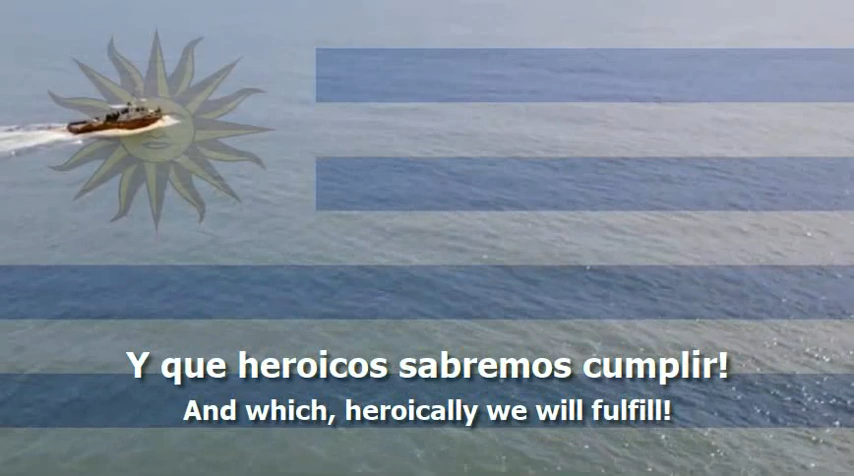 Y que heroicos sabremos cumplir!
And which, heroically we will fulfill!